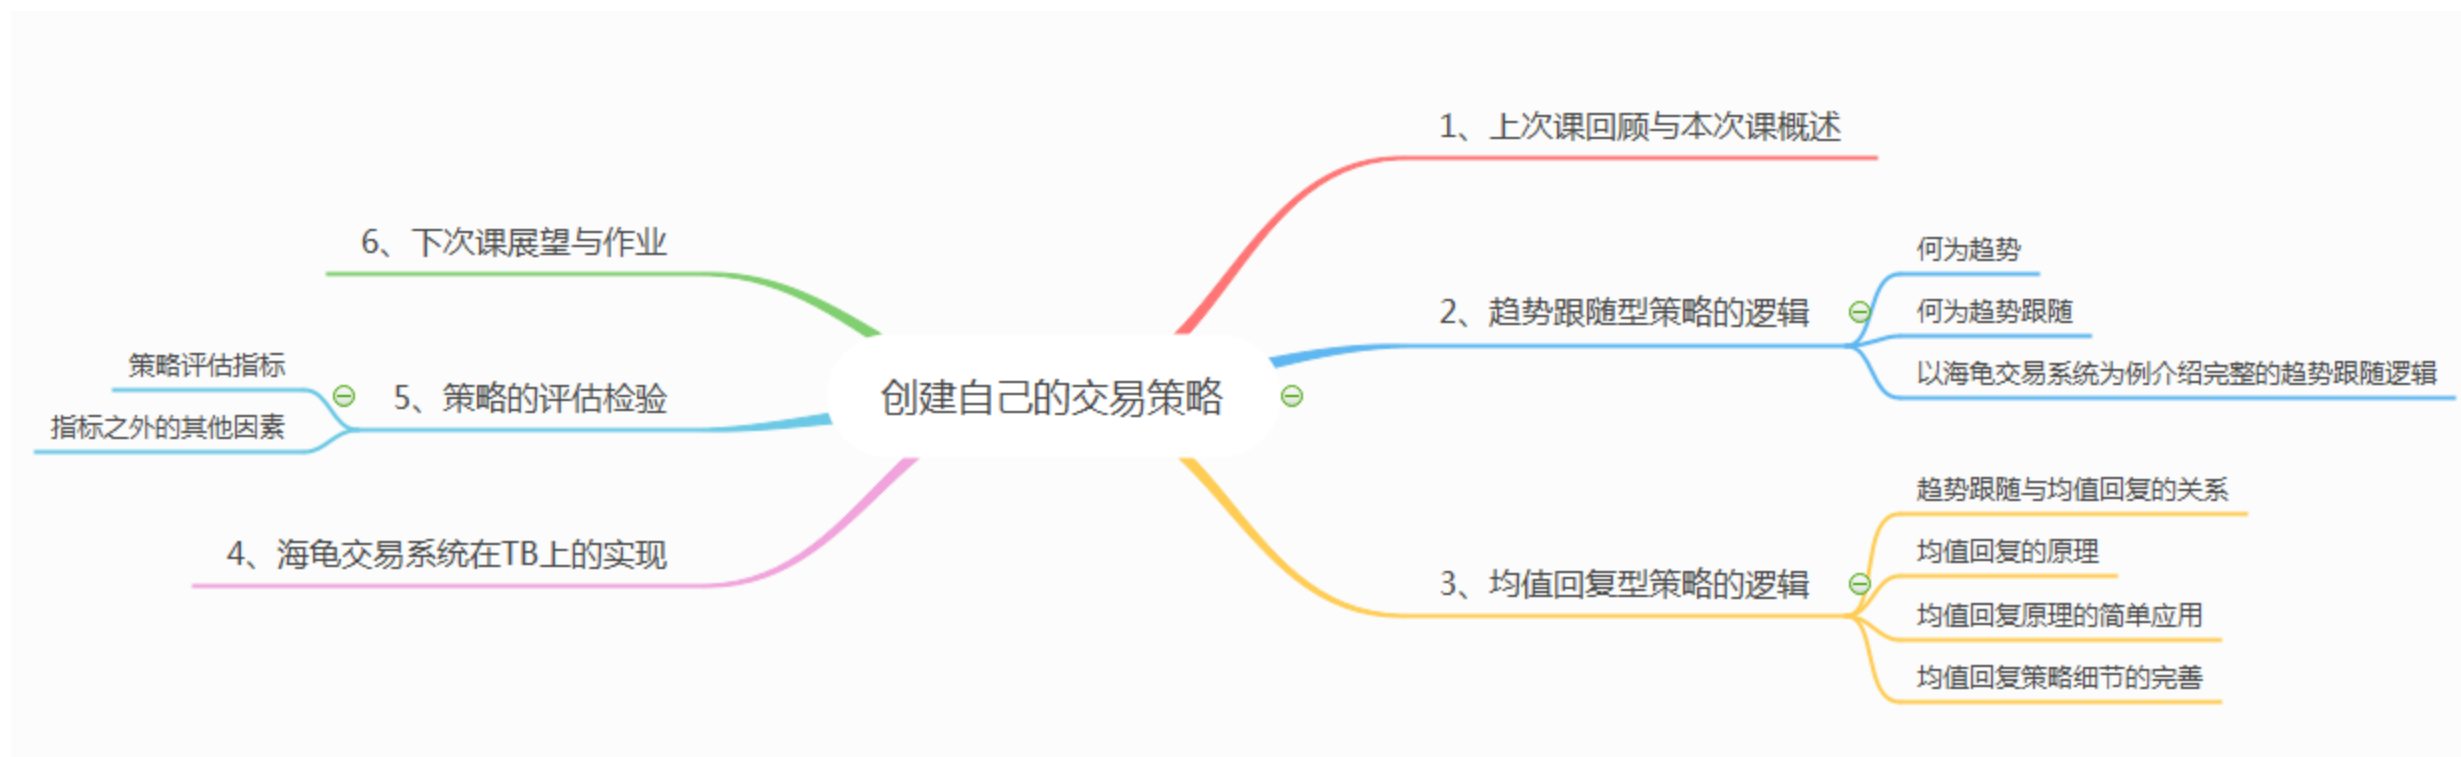 创建自己的交易策略
1、上次课回顾与本次课概述
2、趋势跟随型策略的逻辑
何为趋势
何为趋势跟随
以海龟交易系统为例介绍完整的趋势跟随逻辑
3、均值回复型策略的逻辑
趋势跟随与均值回复的关系
均值回复的原理
均值回复原理的简单应用
均值回复策略细节的完善
4、海龟交易系统在TB上的实现
5、策略的评估检验
策略评估指标
指标之外的其他因素
6、下次课展望与作业